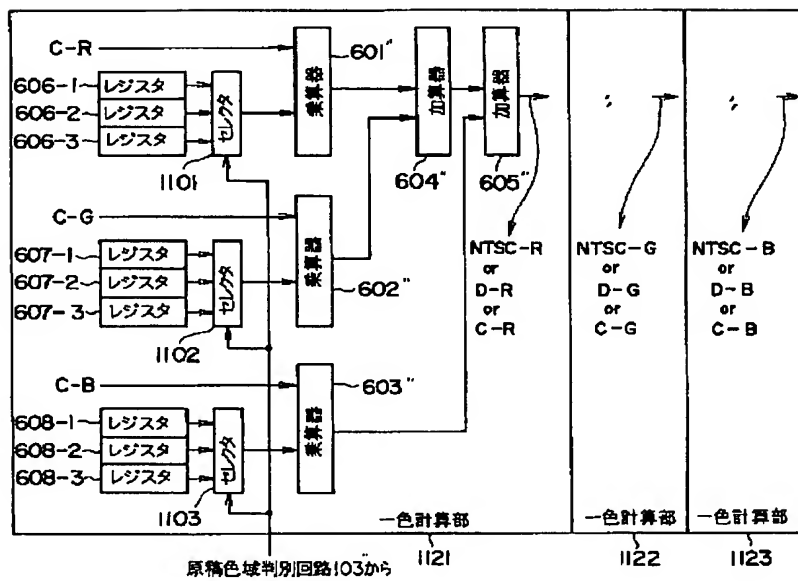 C-R
606-1
レジスタ
606-2
レジスタ
606-3
レジスタ
セレクタ
1101
乗算器
601"
加算器
604"
加算器
605"
C-G
607-1
レジスタ
607-2
レジスタ
607-3
レジスタ
セレクタ
1102
乗算器
602"
C-B
608-1
レジスタ
608-2
レジスタ
608-3
レジスタ
セレクタ
1103
乗算器
603"
NTSC-R
or
D-R
or
C-R
NTSC-G
or
D-G
or
C-G
NTSC-B
or
D-B
or
C-B
一色計算部
1121
一色計算部
1122
一色計算部
1123
原稿色域判別回路103"から